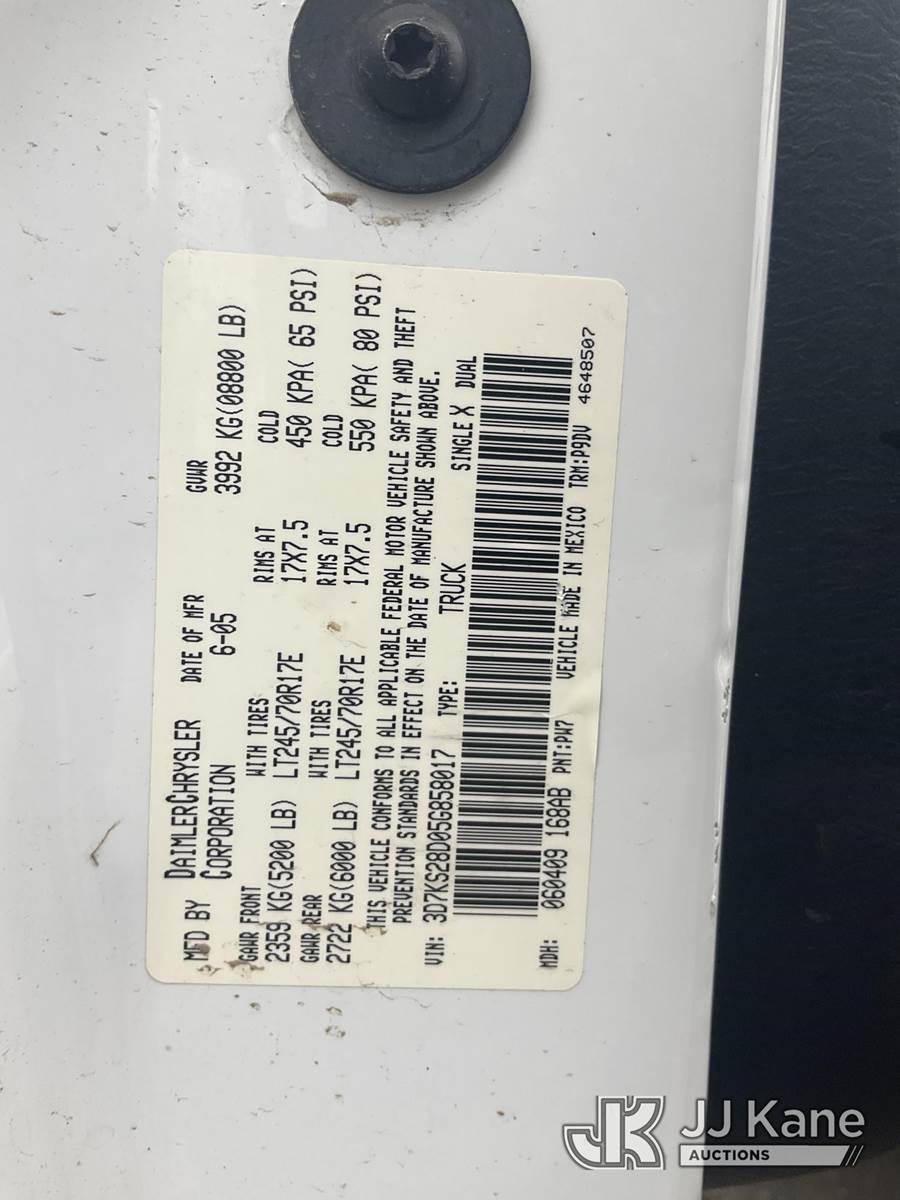 MFD BY DAIMLERCHRYSLER CORPORATION DATE OF MFR 6-05 GVWR 3992 KG(08800 LB)
GAWR FRONT WITH TIRES RIMS AT COLD
2359 KG(5200 LB) LT245/70R17E 17X7.5 450 KPA( 65 PSI)
GAWR REAR WITH TIRES RIMS AT COLD
2722 KG(6000 LB) LT245/70R17E 17X7.5 550 KPA( 80 PSI)
THIS VEHICLE CONFORMS TO ALL APPLICABLE FEDERAL MOTOR VEHICLE SAFETY AND THEFT
PREVENTION STANDARDS IN EFFECT ON THE DATE OF MANUFACTURE SHOWN ABOVE.
VIN: 3D7KS28D05G858017 TYPE: TRUCK SINGLE X DUAL
MDH: 060409 168AB PNT:PW7 VEHICLE MADE IN MEXICO TRM:P9DV 4648507
JK JJ Kane
AUCTIONS